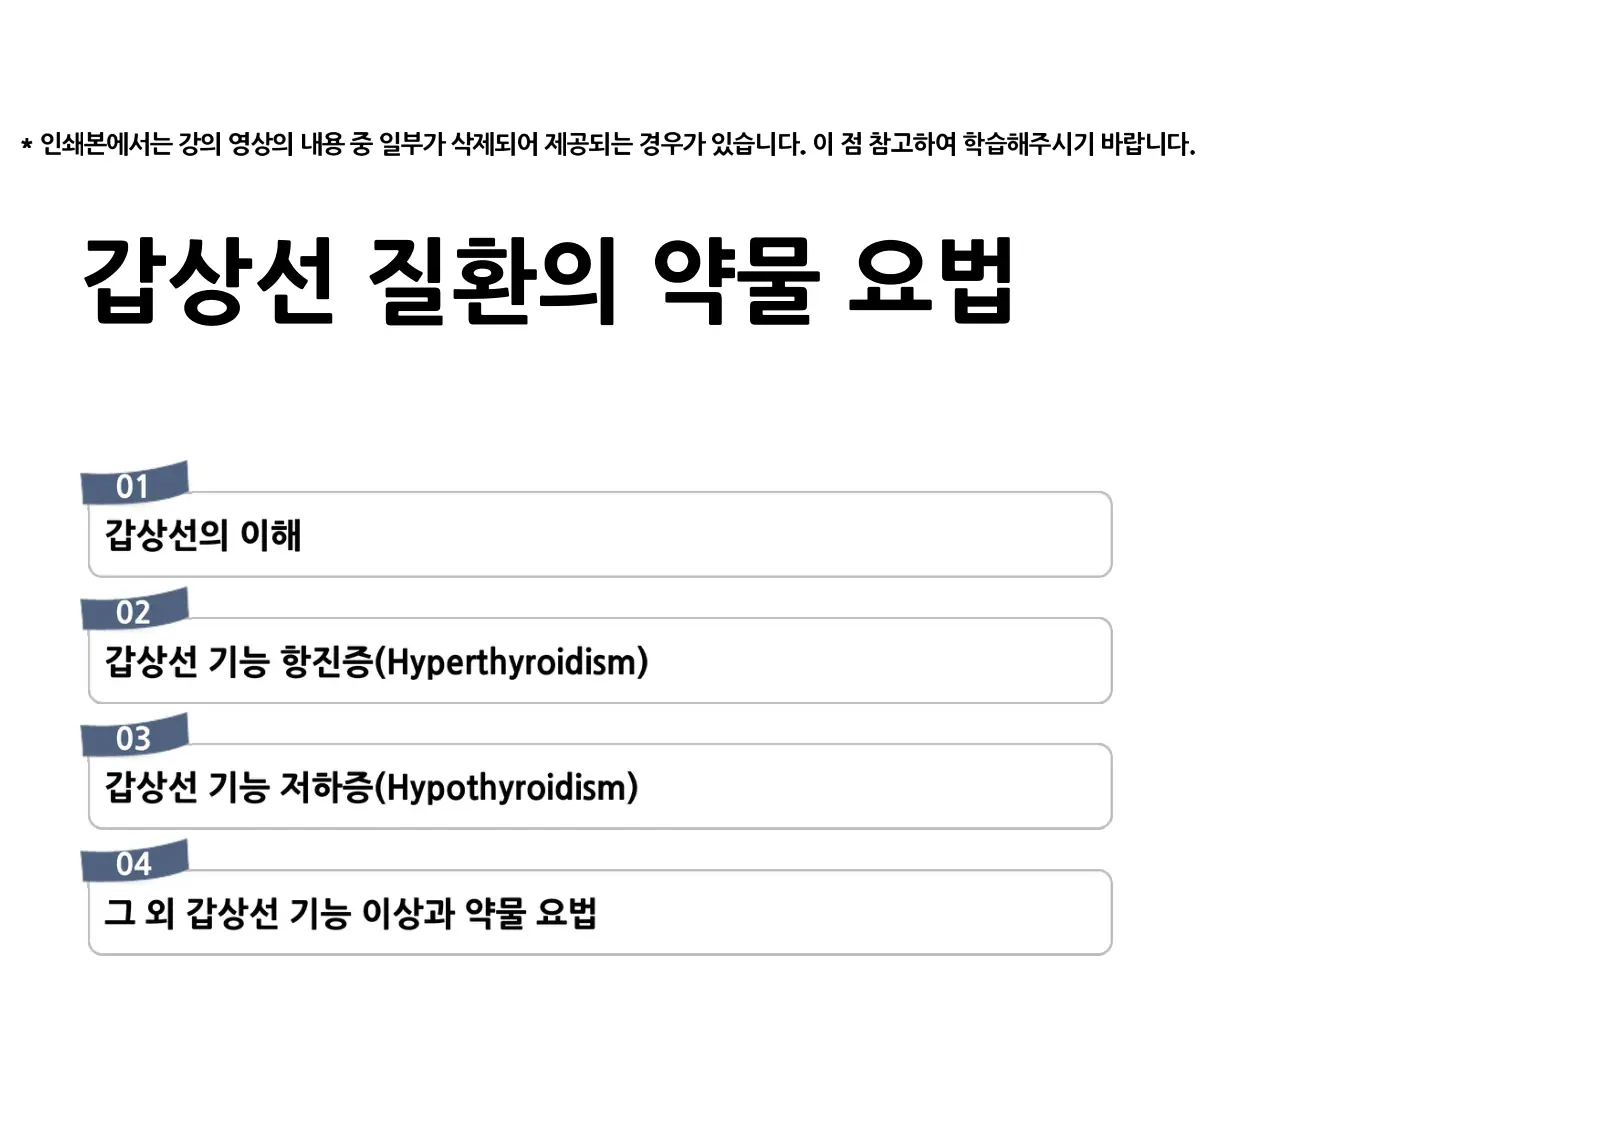 * 인쇄본에서는 강의 영상의 내용 중 일부가 삭제되어 제공되는 경우가 있습니다. 이 점 참고하여 학습해주시기 바랍니다.
갑상선 질환의 약물 요법
01
갑상선의 이해
02
갑상선 기능 항진증(Hyperthyroidism)
03
갑상선 기능 저하증(Hypothyroidism)
04
그 외 갑상선 기능 이상과 약물 요법